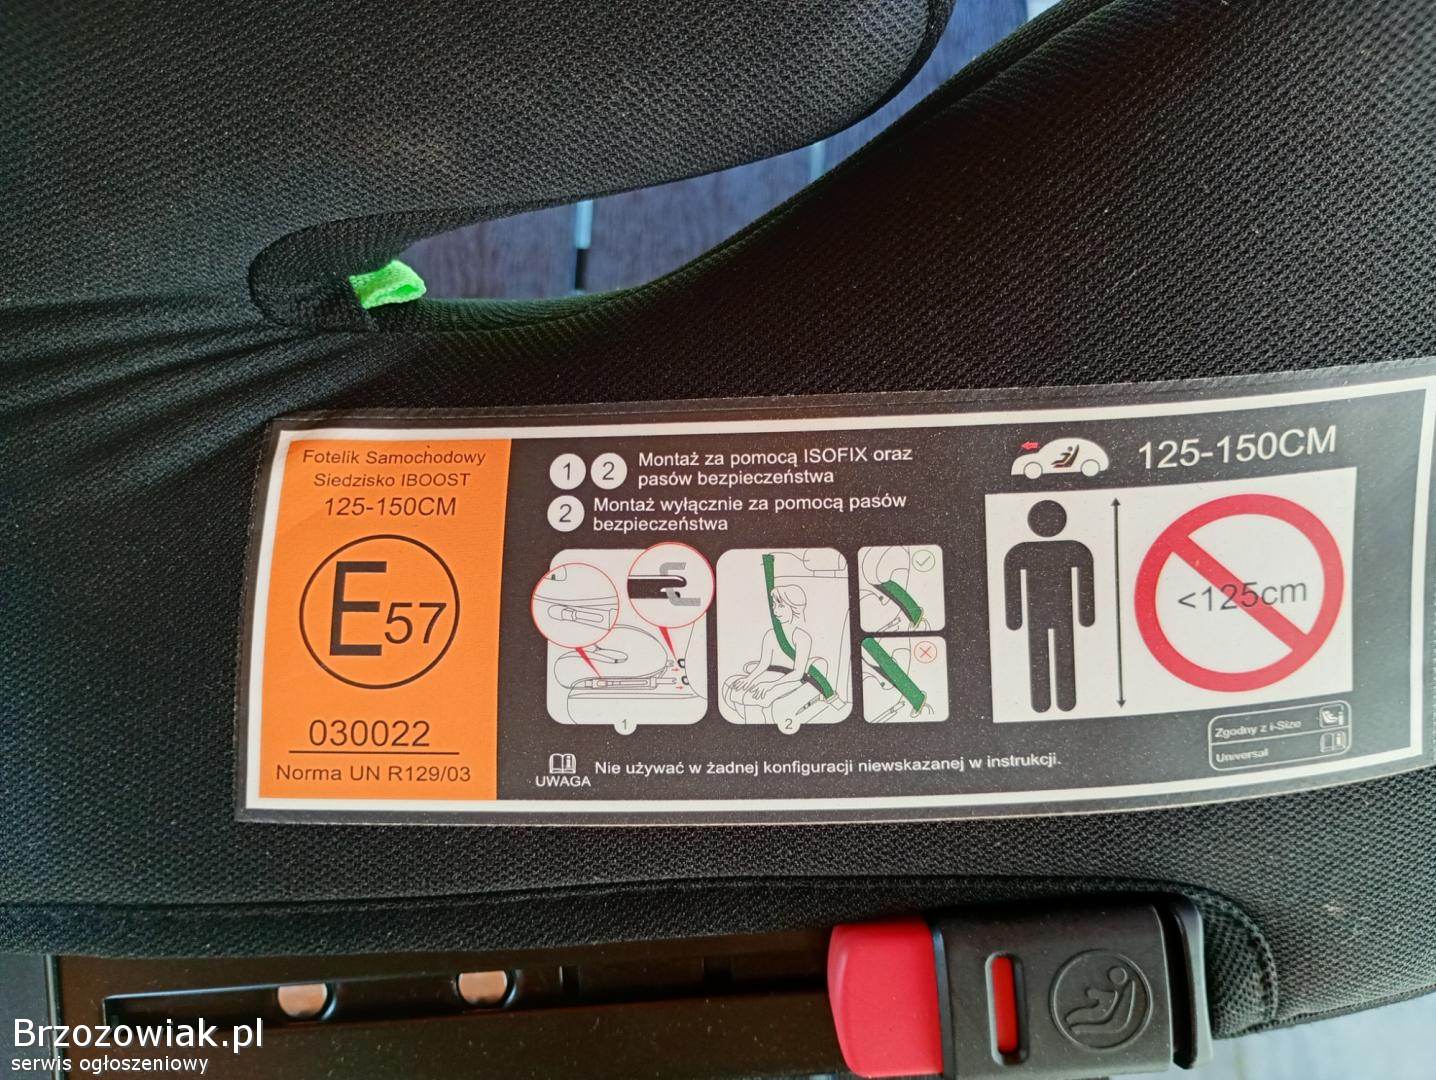 Fotelik Samochodowy
Siedzisko IBOOST
125-150CM
E57
030022
Norma UN R129/03
1 2 Montaż za pomocą ISOFIX oraz
pasów bezpieczeństwa
2 Montaż wyłącznie za pomocą pasów
bezpieczeństwa
1
2
UWAGA Nie używać w żadnej konfiguracji niewskazanej w instrukcji.
125-150CM
<125cm
Zgodny z i-Size
Universal
Brzozowiak.pl
serwis ogłoszeniowy